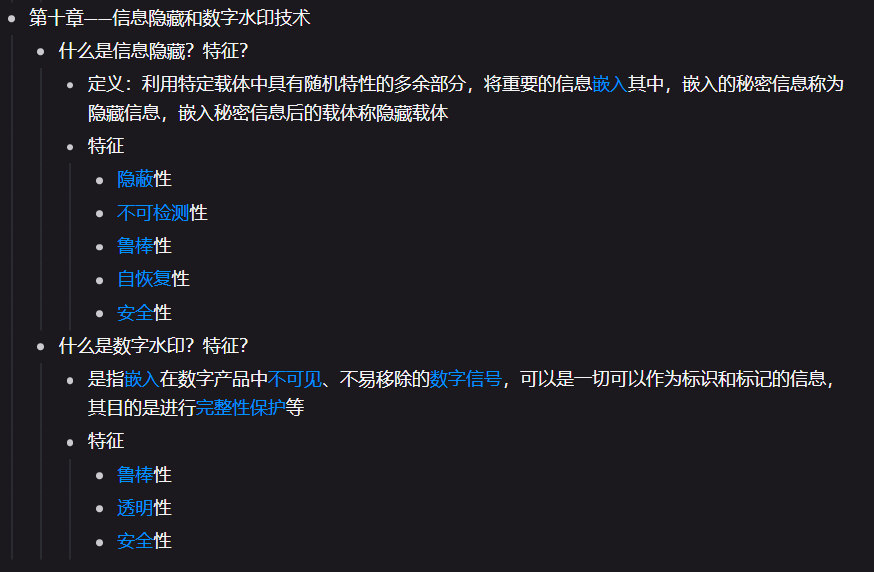 第十章——信息隐藏和数字水印技术
什么是信息隐藏？特征？
定义：利用特定载体中具有随机特性的多余部分，将重要的信息嵌入其中，嵌入的秘密信息称为
隐藏信息，嵌入秘密信息后的载体称隐藏载体
特征
隐蔽性
不可检测性
鲁棒性
自恢复性
安全性
什么是数字水印？特征？
是指嵌入在数字产品中不可见、不易移除的数字信号，可以是一切可以作为标识和标记的信息，
其目的是进行完整性保护等
特征
鲁棒性
透明性
安全性